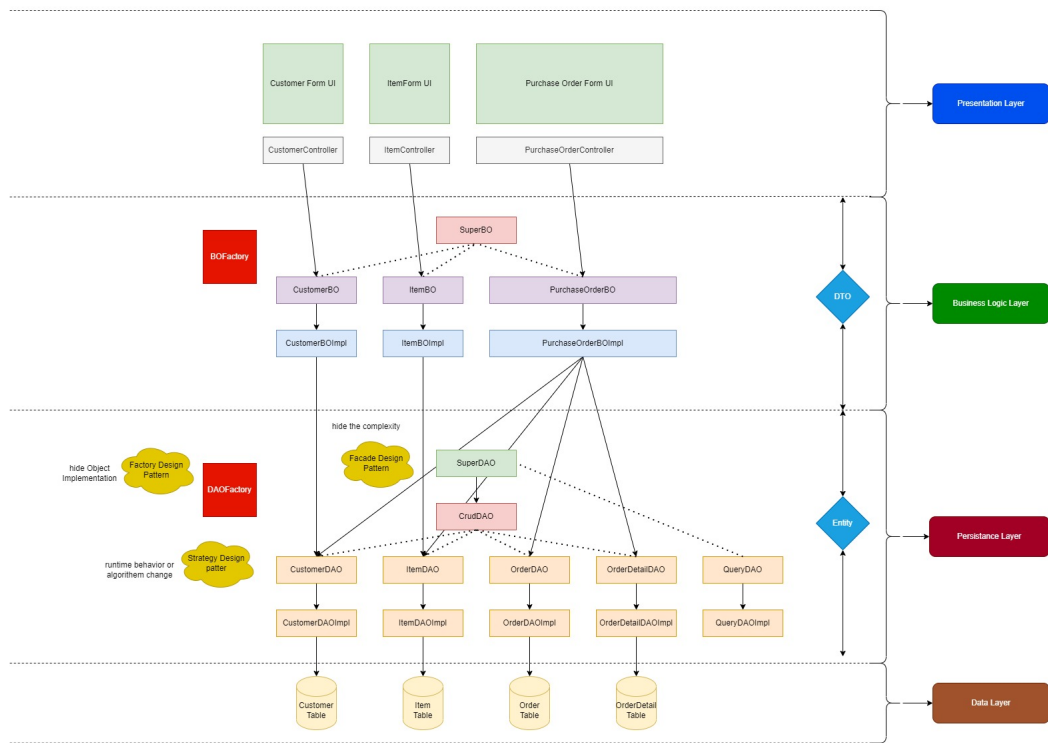 Customer Form UI
ItemForm UI
Purchase Order Form UI
Presentation Layer
CustomerController
ItemController
PurchaseOrderController
SuperBO
BOFactory
CustomerBO
ItemBO
PurchaseOrderBO
DTO
Business Logic Layer
CustomerBOImpl
ItemBOImpl
PurchaseOrderBOImpl
hide the complexity
Facade Design
Pattern
hide Object
Implementation
Factory Design
Pattern
DAOFactory
SuperDAO
CrudDAO
Entity
Persistance Layer
runtime behavior or
algorithem change
Strategy Design
patter
CustomerDAO
ItemDAO
OrderDAO
OrderDetailDAO
QueryDAO
CustomerDAOImpl
ItemDAOImpl
OrderDAOImpl
OrderDetailDAOImpl
QueryDAOImpl
Customer
Table
Item
Table
Order
Table
OrderDetail
Table
Data Layer